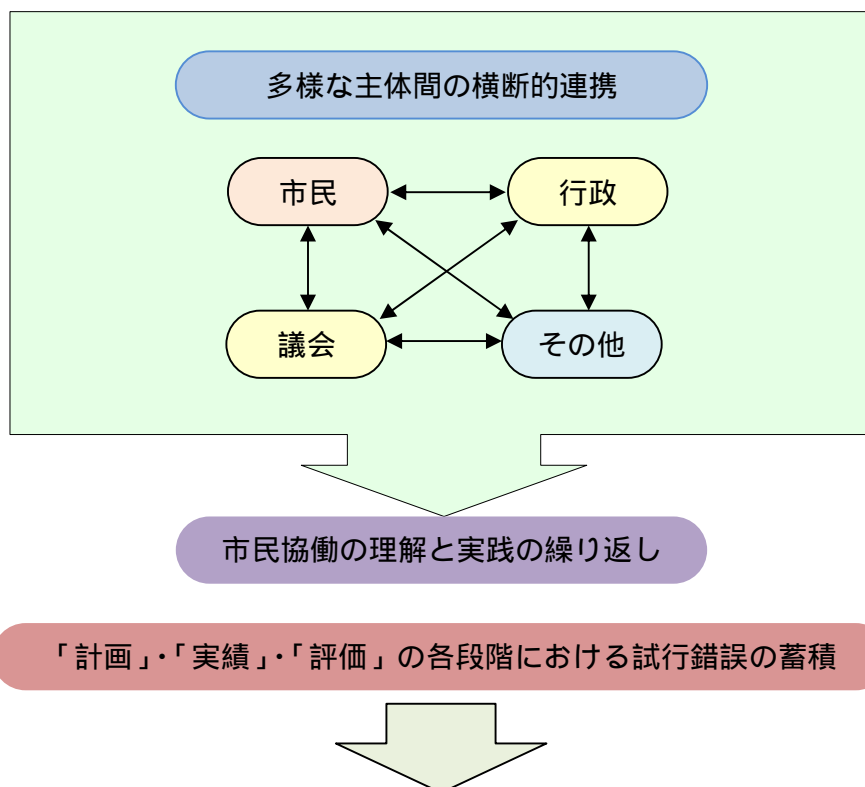 多様な主体間の横断的連携
市民
行政
議会
その他
市民協働の理解と実践の繰り返し
「計画」・「実績」・「評価」の各段階における試行錯誤の蓄積